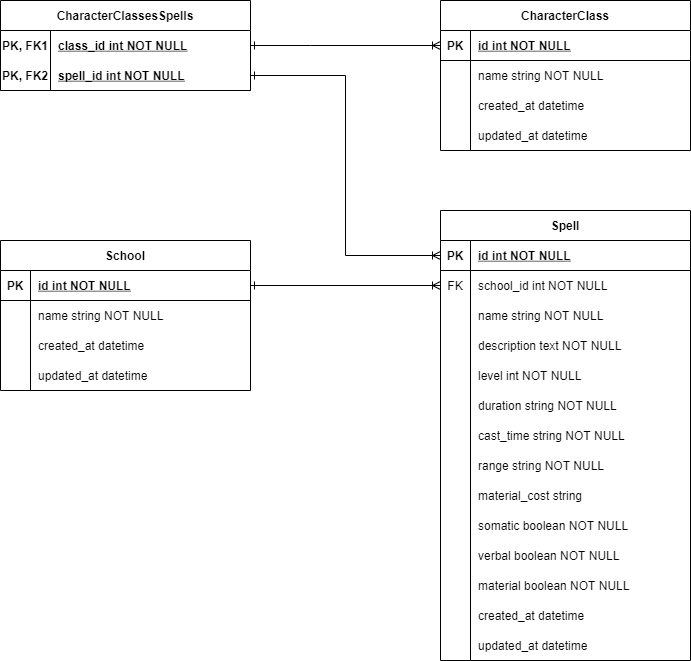 CharacterClassesSpells
PK, FK1 class_id int NOT NULL
PK, FK2 spell_id int NOT NULL
CharacterClass
PK id int NOT NULL
name string NOT NULL
created_at datetime
updated_at datetime
School
PK id int NOT NULL
name string NOT NULL
created_at datetime
updated_at datetime
Spell
PK id int NOT NULL
FK school_id int NOT NULL
name string NOT NULL
description text NOT NULL
level int NOT NULL
duration string NOT NULL
cast_time string NOT NULL
range string NOT NULL
material_cost string
somatic boolean NOT NULL
verbal boolean NOT NULL
material boolean NOT NULL
created_at datetime
updated_at datetime